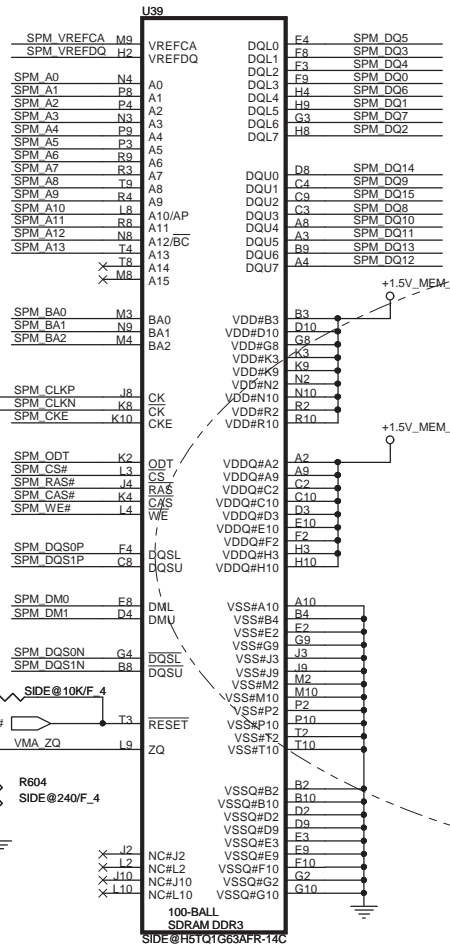 U39
SPM_VREFCA M9 VREFCA DQL0 E4 SPM_DQ5
SPM_VREFDQ H2 VREFDQ DQL1 F8 SPM_DQ3
DQL2 F3 SPM_DQ4
SPM_A0 N4 A0 DQL3 F9 SPM_DQ0
SPM_A1 P8 A1 DQL4 H4 SPM_DQ6
SPM_A2 P4 A2 DQL5 H9 SPM_DQ1
SPM_A3 N3 A3 DQL6 G3 SPM_DQ7
SPM_A4 P9 A4 DQL7 H8 SPM_DQ2
SPM_A5 P3 A5
SPM_A6 R9 A6
SPM_A7 R3 A7 DQU0 D8 SPM_DQ14
SPM_A8 T9 A8 DQU1 C4 SPM_DQ9
SPM_A9 R4 A9 DQU2 C9 SPM_DQ15
SPM_A10 L8 A10/AP DQU3 C3 SPM_DQ8
SPM_A11 R8 A11 DQU4 A8 SPM_DQ10
SPM_A12 N8 A12/BC DQU5 A3 SPM_DQ11
SPM_A13 T4 A13 DQU6 B9 SPM_DQ13
T8 A14 DQU7 A4 SPM_DQ12
M8 A15
+1.5V_MEM_
SPM_BA0 M3 BA0 VDD#B3 B3
SPM_BA1 N9 BA1 VDD#D10 D10
SPM_BA2 M4 BA2 VDD#G8 G8
VDD#K3 K3
VDD#K9 K9
VDD#N2 N2
SPM_CLKP J8 CK VDD#N10 N10
SPM_CLKN K8 CK VDD#R2 R2
SPM_CKE K10 CKE VDD#R10 R10
+1.5V_MEM_
SPM_ODT K2 ODT VDDQ#A2 A2
SPM_CS# L3 CS VDDQ#A9 A9
SPM_RAS# J4 RAS VDDQ#C2 C2
SPM_CAS# K4 CAS VDDQ#C10 C10
SPM_WE# L4 WE VDDQ#D3 D3
VDDQ#E10 E10
VDDQ#F2 F2
SPM_DQS0P F4 DQSL VDDQ#H3 H3
SPM_DQS1P C8 DQSU VDDQ#H10 H10
SPM_DM0 E8 DML VSS#A10 A10
SPM_DM1 D4 DMU VSS#B4 B4
VSS#E2 E2
VSS#G9 G9
SPM_DQS0N G4 DQSL VSS#J3 J3
SPM_DQS1N B8 DQSU VSS#J9 J9
VSS#M2 M2
VSS#M10 M10
SIDE@10K/F_4 VSS#P2 P2
# T3 RESET VSS#P10 P10
VSS#T2 T2
VMA_ZQ L9 ZQ VSS#T10 T10
R604
SIDE@240/F_4
VSSQ#B2 B2
VSSQ#B10 B10
VSSQ#D2 D2
VSSQ#D9 D9
VSSQ#E3 E3
J2 NC#J2 VSSQ#E9 E9
L2 NC#L2 VSSQ#F10 F10
J10 NC#J10 VSSQ#G2 G2
L10 NC#L10 VSSQ#G10 G10
100-BALL
SDRAM DDR3
SIDE@H5TQ1G63AFR-14C